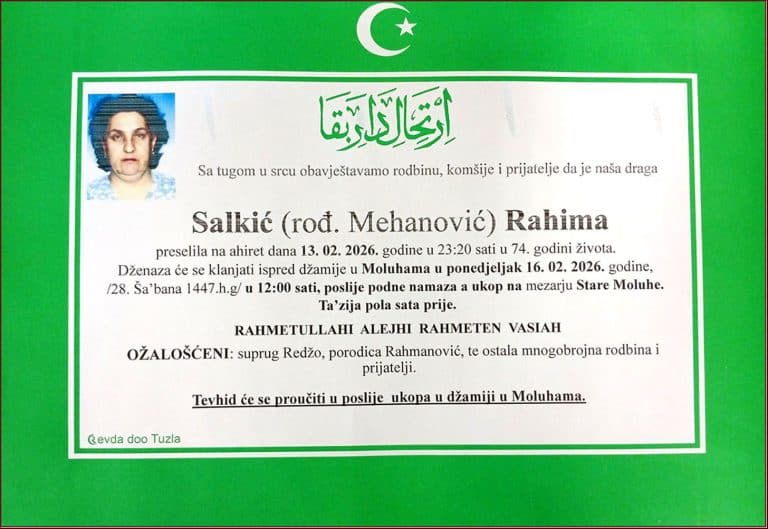 ارتحال دار بقا
Sa tugom u srcu obavještavamo rodbinu, komšije i prijatelje da je naša draga
Salkić (rođ. Mehanović) Rahima
preselila na ahiret dana 13. 02. 2026. godine u 23:20 sati u 74. godini života.
Dženaza će se klanjati ispred džamije u Moluhama u ponedjeljak 16. 02. 2026. godine,
/28. Ša’bana 1447.h.g/ u 12:00 sati, poslije podne namaza a ukop na mezarju Stare Moluhe.
Ta’zija pola sata prije.
RAHMETULLAHI ALEJHI RAHMETEN VASIAH
OŽALOŠĆENI: suprug Redžo, porodica Rahmanović, te ostala mnogobrojna rodbina i
prijatelji.
Tevhid će se proučiti u poslije ukopa u džamiji u Moluhama.
evda doo Tuzla